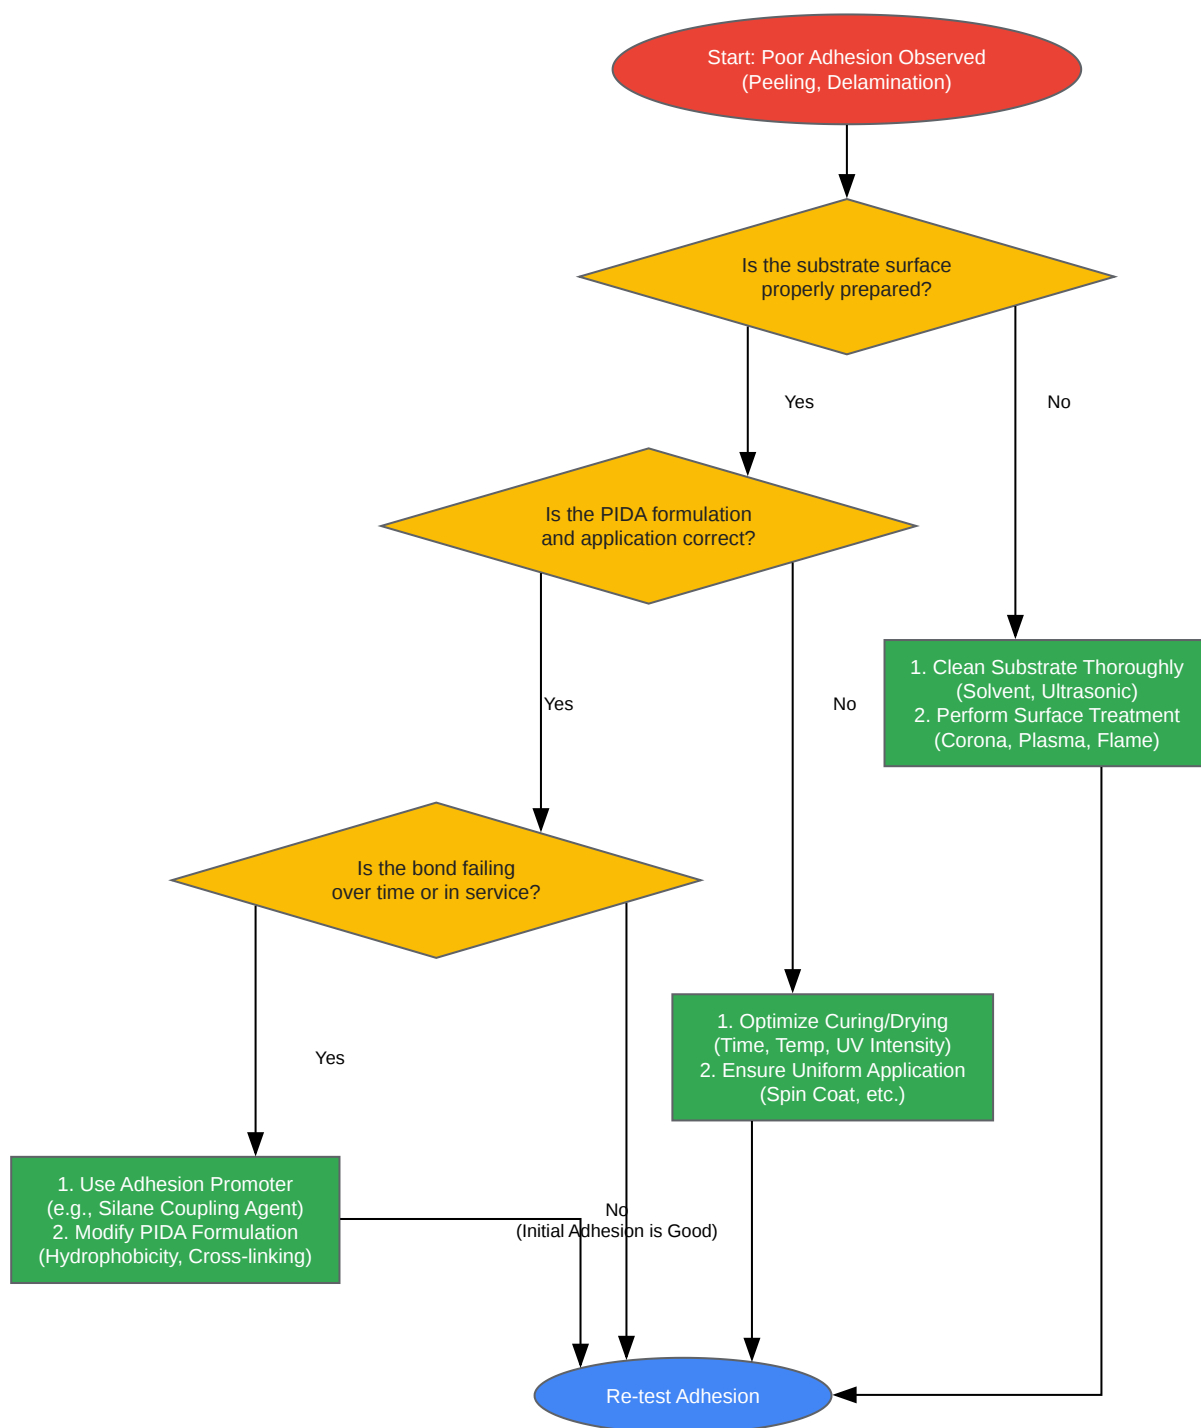 Start: Poor Adhesion Observed
(Peeling, Delamination)
Is the substrate surface
properly prepared?
Yes
No
Is the PIDA formulation
and application correct?
Yes
No
1. Clean Substrate Thoroughly
(Solvent, Ultrasonic)
2. Perform Surface Treatment
(Corona, Plasma, Flame)
Is the bond failing
over time or in service?
Yes
1. Optimize Curing/Drying
(Time, Temp, UV Intensity)
2. Ensure Uniform Application
(Spin Coat, etc.)
1. Use Adhesion Promoter
(e.g., Silane Coupling Agent)
2. Modify PIDA Formulation
(Hydrophobicity, Cross-linking)
No
(Initial Adhesion is Good)
Re-test Adhesion